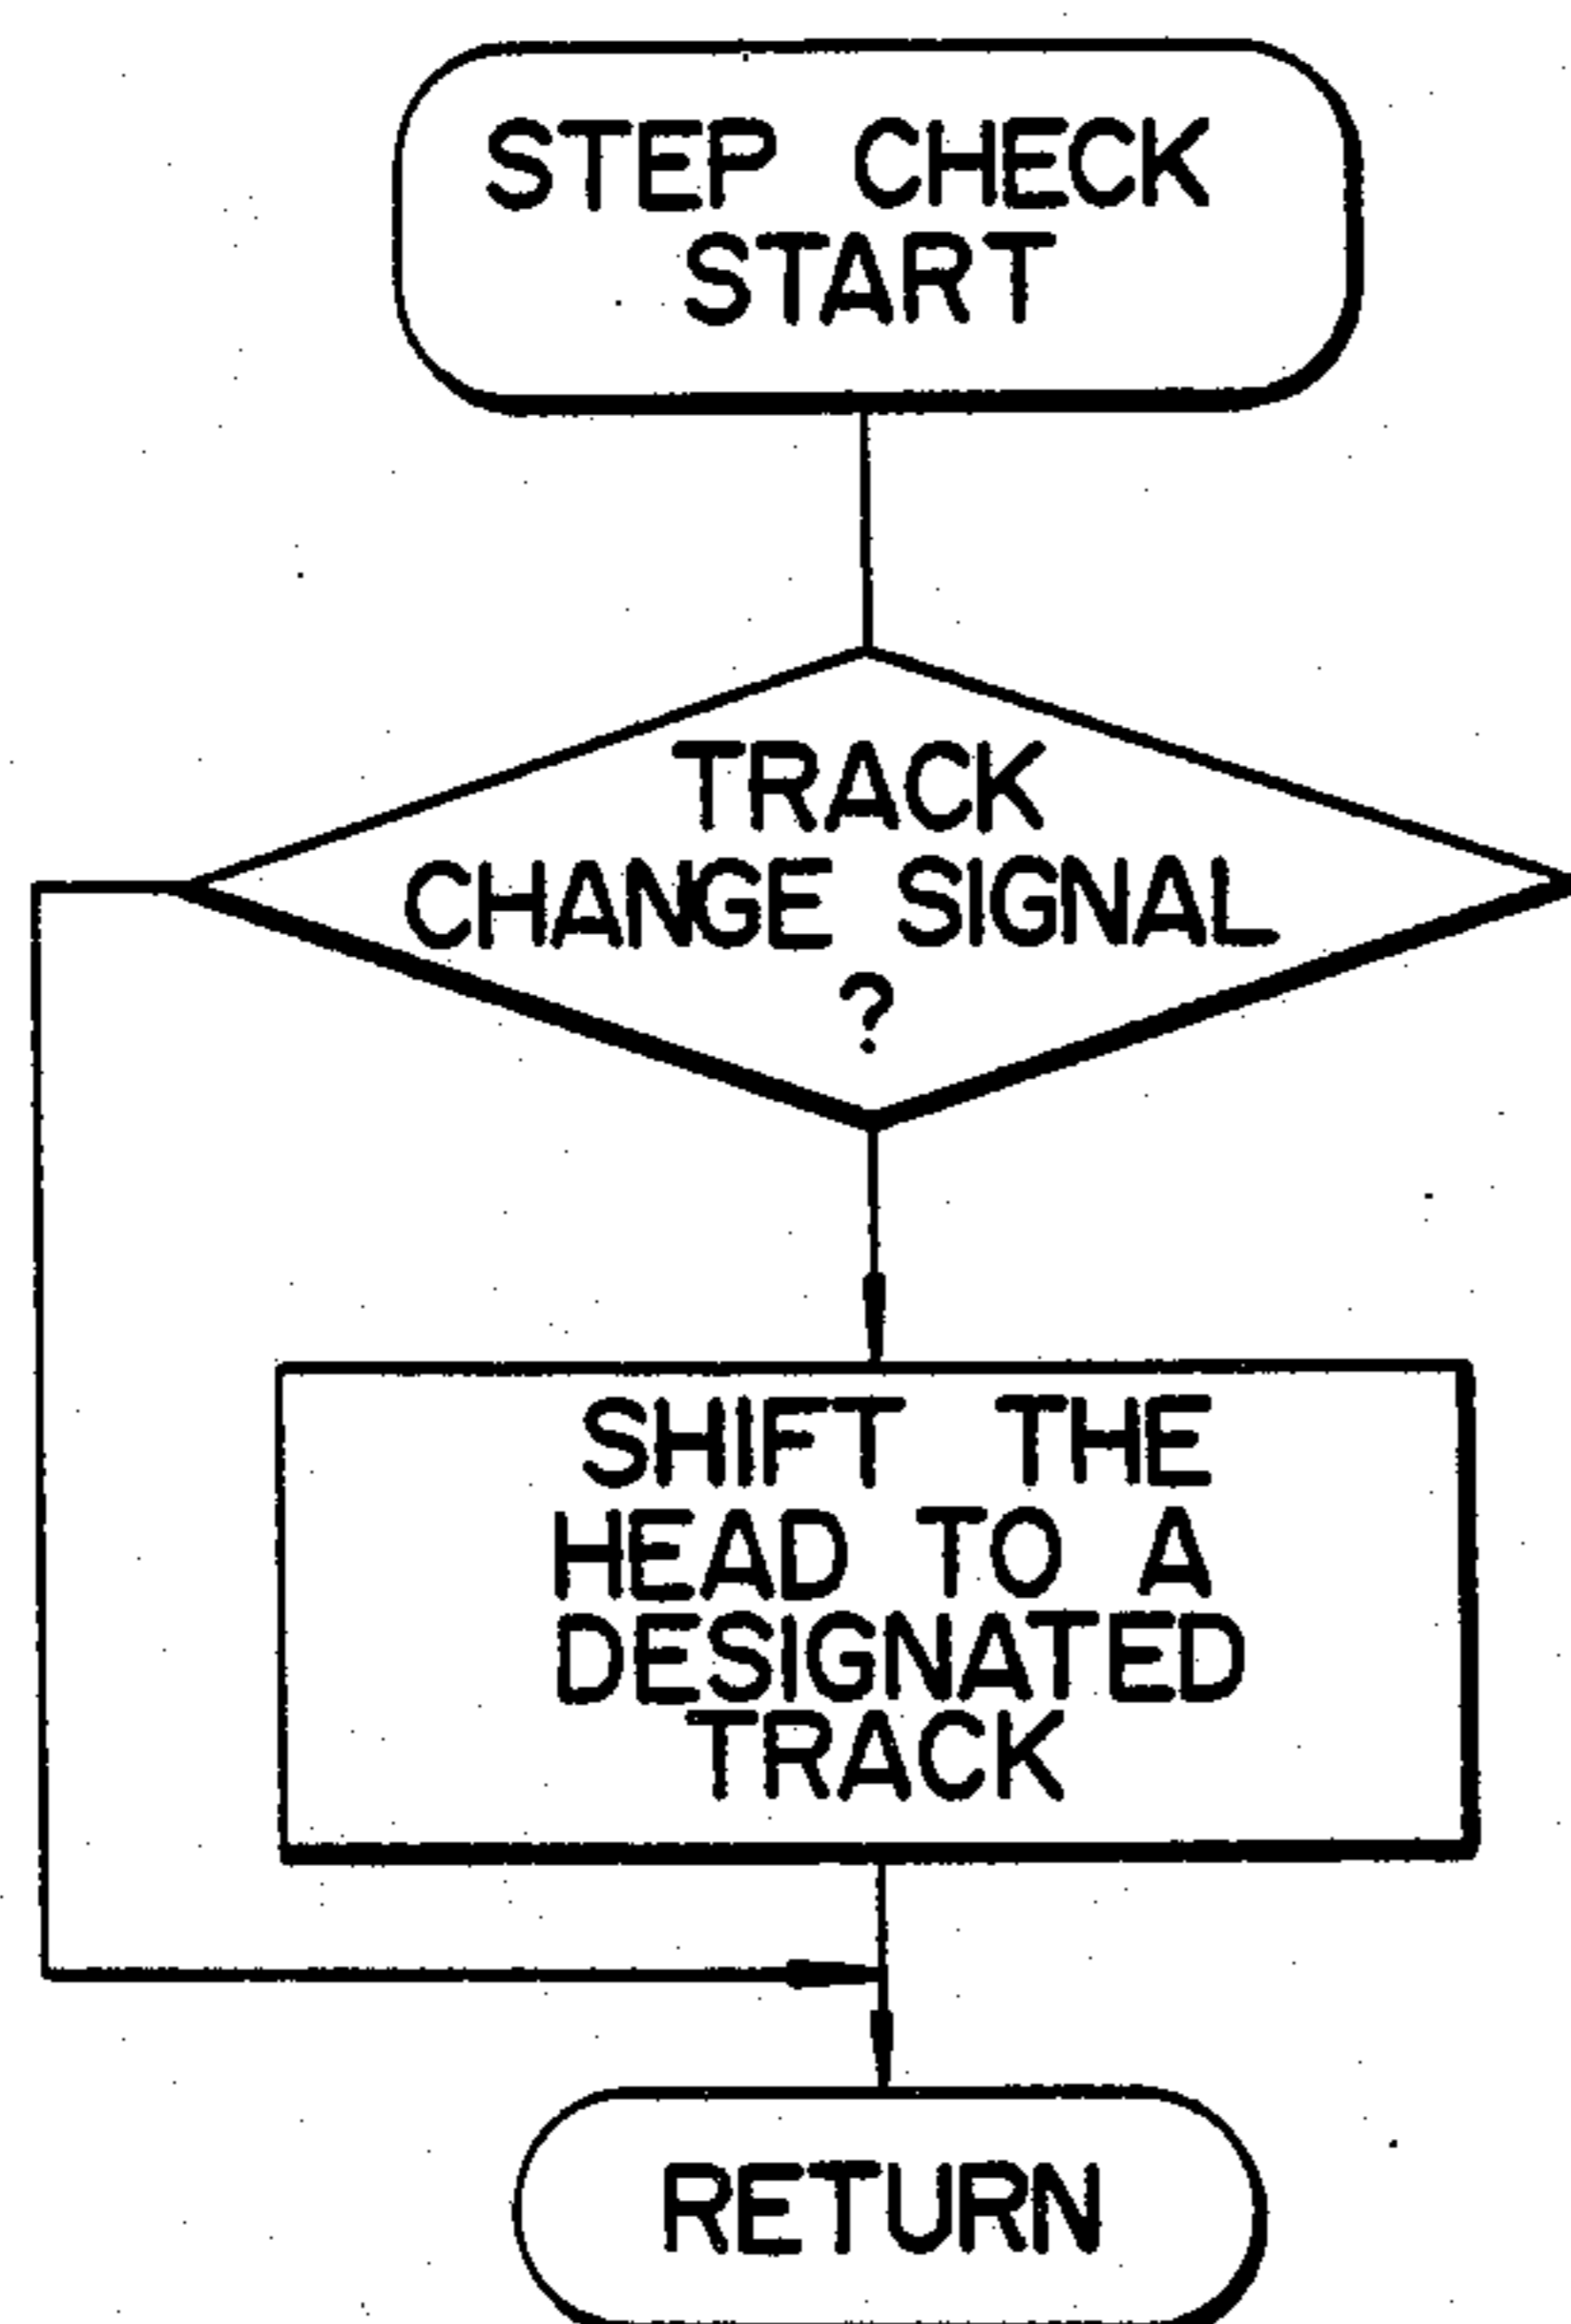 STEP CHECK
START
TRACK
CHANGE SIGNAL
?
SHIFT THE
HEAD TO A
DESIGNATED
TRACK
RETURN